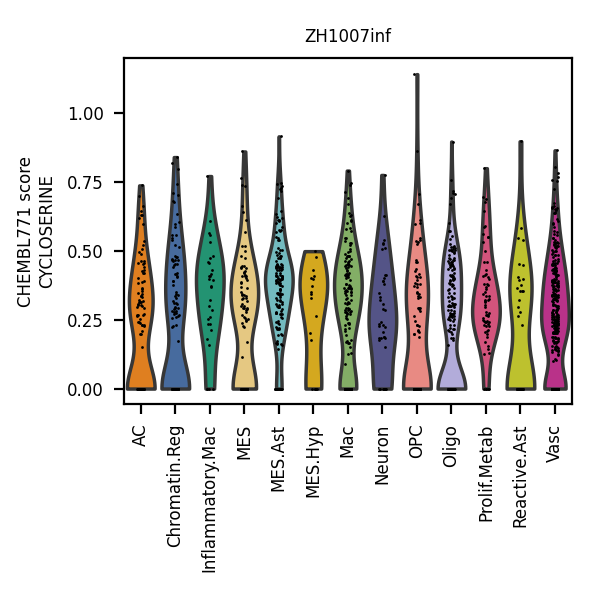 ZH1007inf
CHEMBL771 score
CYCLOSERINE
1.00
0.75
0.50
0.25
0.00
AC
Chromatin.Reg
Inflammatory.Mac
MES
MES.Ast
MES.Hyp
Mac
Neuron
OPC
Oligo
Prolif.Metab
Reactive.Ast
Vasc